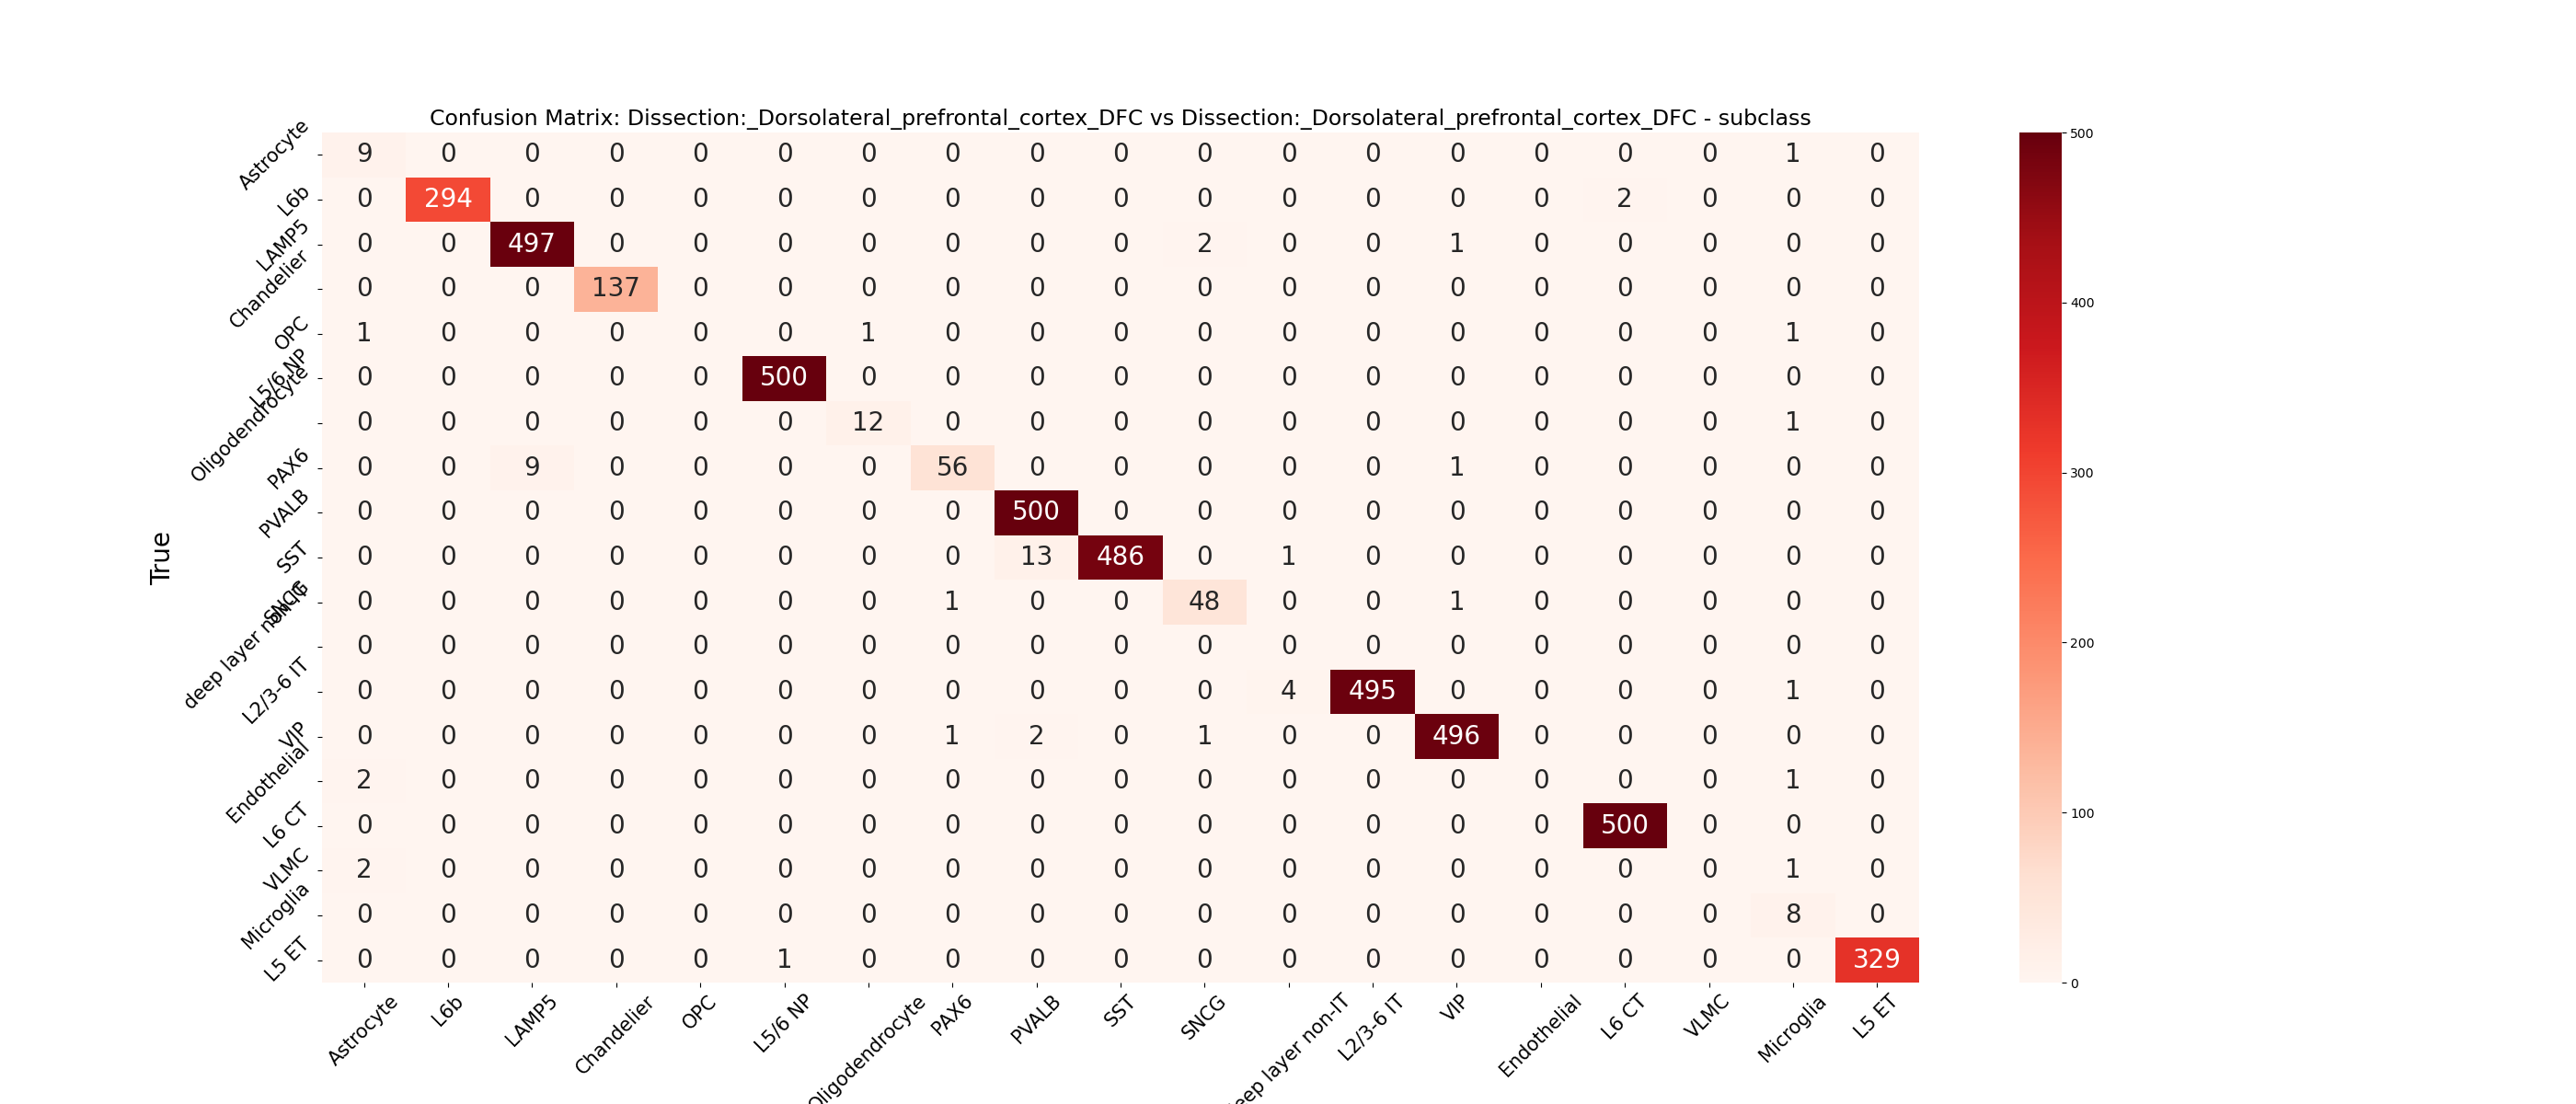 Confusion Matrix: Dissection:_Dorsolateral_prefrontal_cortex_DFC vs Dissection:_Dorsolateral_prefrontal_cortex_DFC - subclass
Astrocyte 9 0 0 0 0 0 0 0 0 0 0 0 0 0 0 0 0 1 0
L6b 0 294 0 0 0 0 0 0 0 0 0 0 0 0 0 2 0 0 0
LAMP5 0 0 497 0 0 0 0 0 0 0 2 0 0 1 0 0 0 0 0
Chandelier 0 0 0 137 0 0 0 0 0 0 0 0 0 0 0 0 0 0 0
OPC 1 0 0 0 0 0 1 0 0 0 0 0 0 0 0 0 0 1 0
L5/6 NP 0 0 0 0 0 500 0 0 0 0 0 0 0 0 0 0 0 0 0
Oligodendrocyte 0 0 0 0 0 0 12 0 0 0 0 0 0 0 0 0 0 1 0
PAX6 0 0 9 0 0 0 0 56 0 0 0 0 0 1 0 0 0 0 0
PVALB 0 0 0 0 0 0 0 0 500 0 0 0 0 0 0 0 0 0 0
SST 0 0 0 0 0 0 0 0 13 486 0 1 0 0 0 0 0 0 0
SNCG 0 0 0 0 0 0 0 1 0 0 48 0 0 1 0 0 0 0 0
deep layer non-IT 0 0 0 0 0 0 0 0 0 0 0 0 0 0 0 0 0 0 0
L2/3-6 IT 0 0 0 0 0 0 0 0 0 0 0 4 495 0 0 0 0 1 0
VIP 0 0 0 0 0 0 0 1 2 0 1 0 0 496 0 0 0 0 0
Endothelial 2 0 0 0 0 0 0 0 0 0 0 0 0 0 0 0 0 1 0
L6 CT 0 0 0 0 0 0 0 0 0 0 0 0 0 0 0 500 0 0 0
VLMC 2 0 0 0 0 0 0 0 0 0 0 0 0 0 0 0 0 1 0
Microglia 0 0 0 0 0 0 0 0 0 0 0 0 0 0 0 0 0 8 0
L5 ET 0 0 0 0 0 1 0 0 0 0 0 0 0 0 0 0 0 0 329
True
Astrocyte L6b LAMP5 Chandelier OPC L5/6 NP Oligodendrocyte PAX6 PVALB SST SNCG deep layer non-IT L2/3-6 IT VIP Endothelial L6 CT VLMC Microglia L5 ET
500
400
300
200
100
0